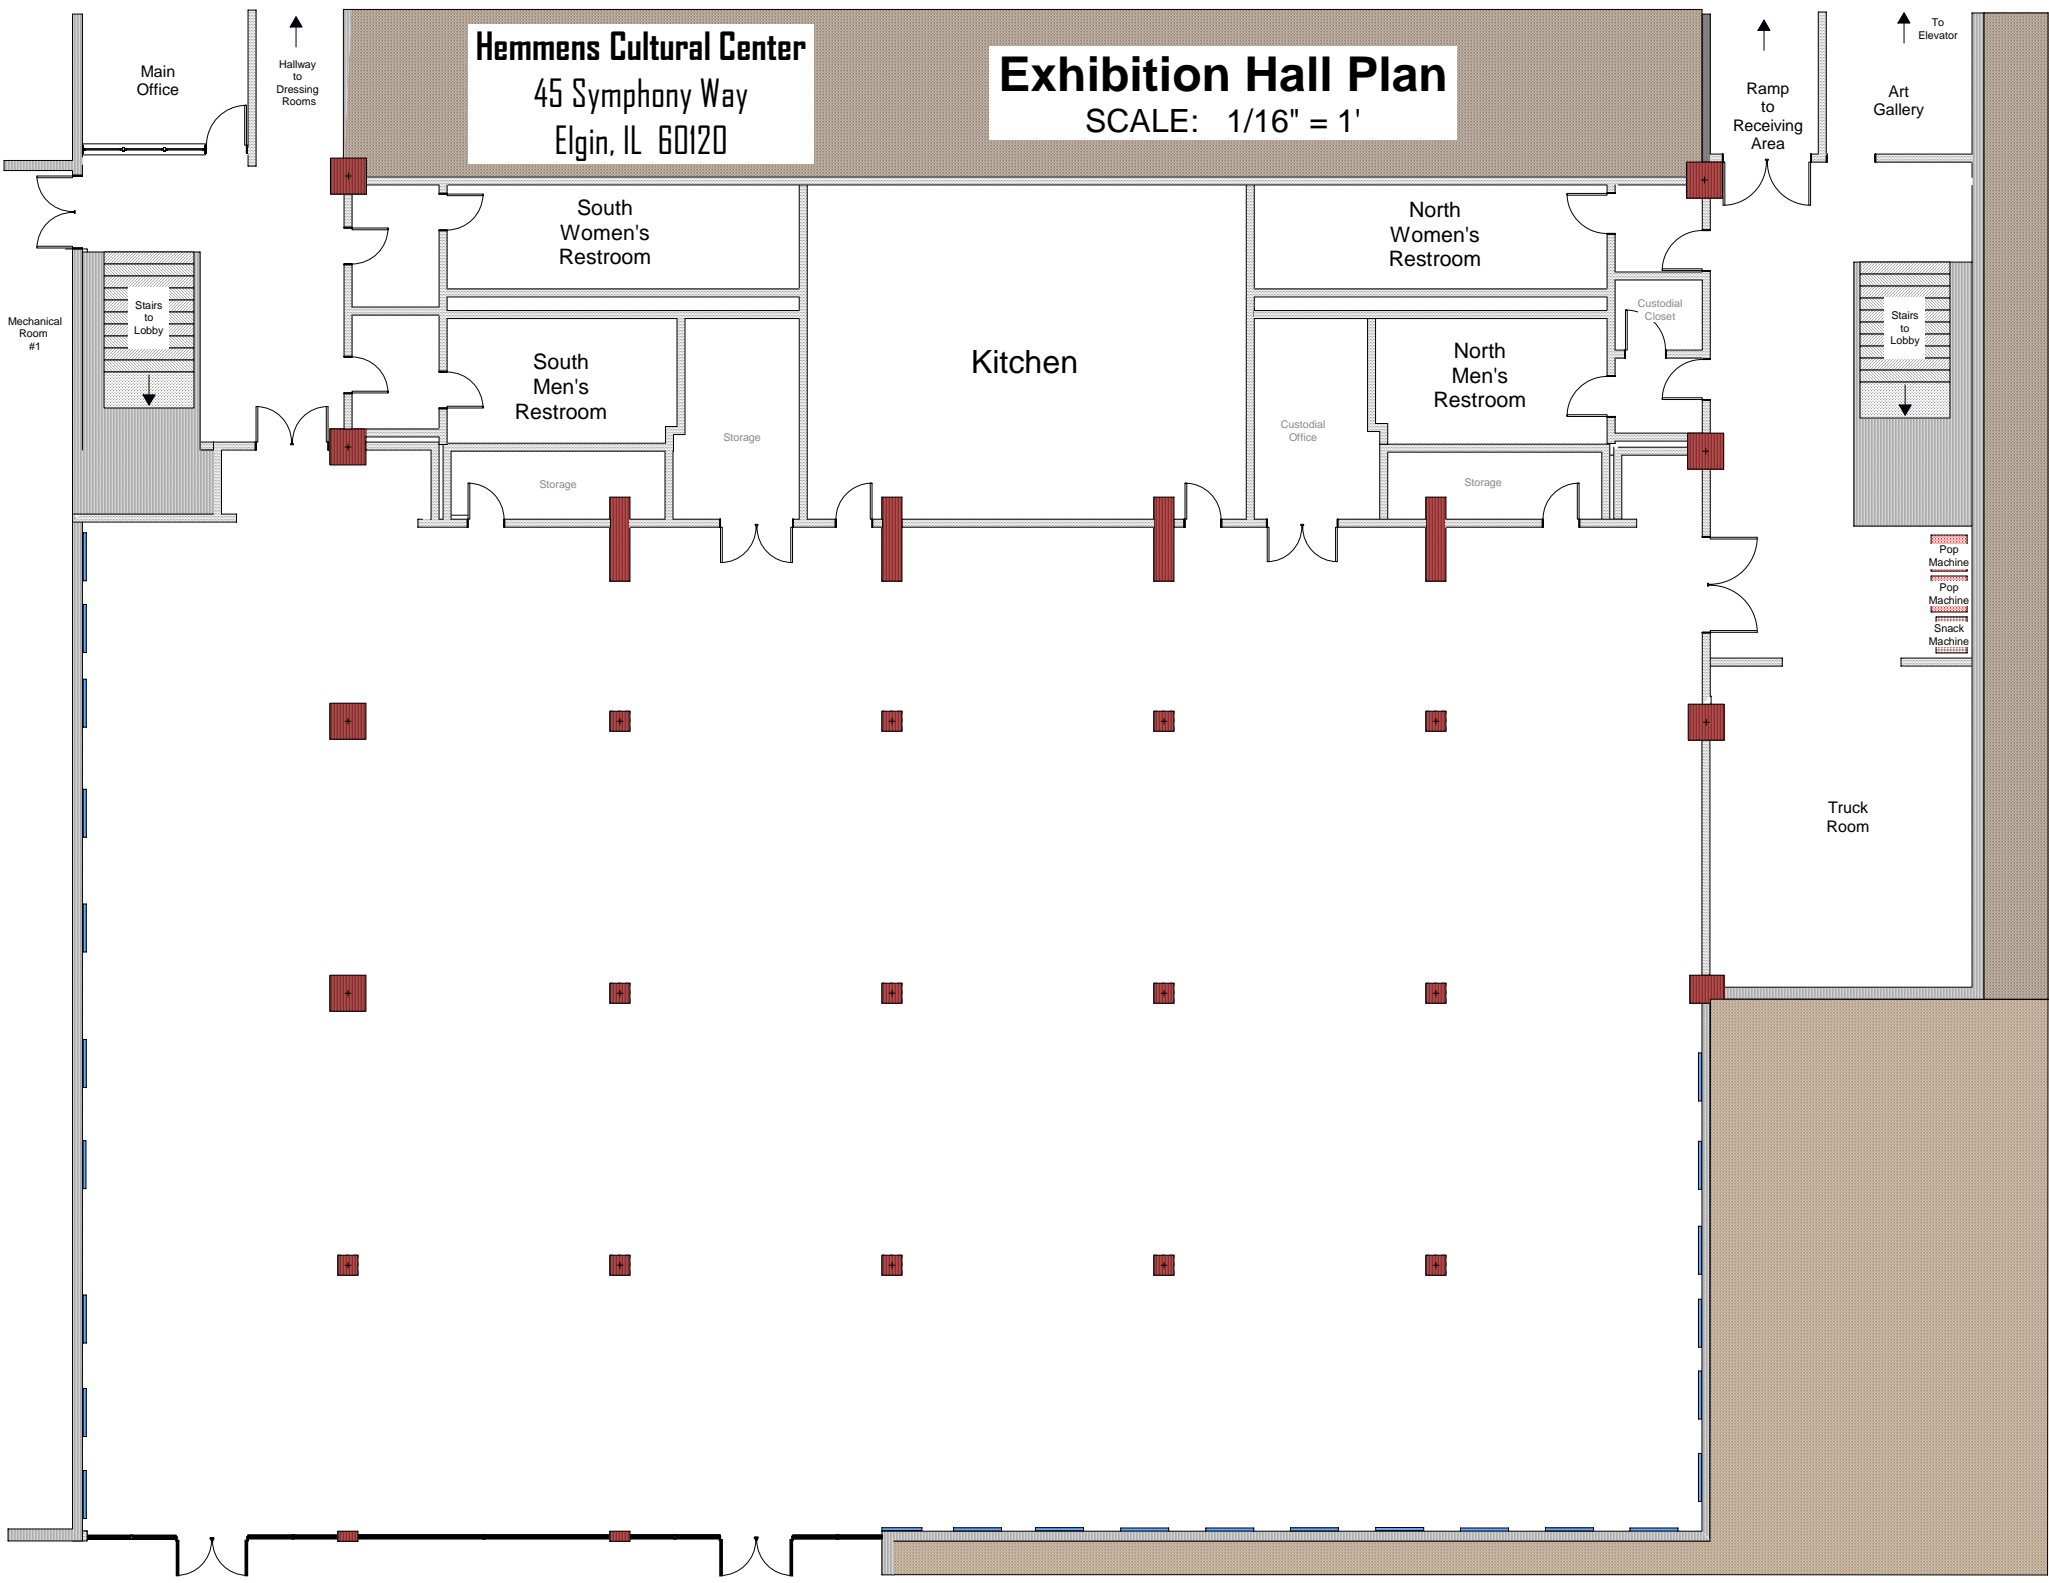 Hemmens Cultural Center
45 Symphony Way
Elgin, IL 60120
Exhibition Hall Plan
SCALE: 1/16" = 1'
Main
Office
Hallway
to
Dressing
Rooms
Ramp
to
Receiving
Area
To
Elevator
Art
Gallery
South
Women's
Restroom
North
Women's
Restroom
Mechanical
Room
#1
Stairs
to
Lobby
South
Men's
Restroom
Storage
Storage
Kitchen
Custodial
Office
North
Men's
Restroom
Storage
Custodial
Closet
Stairs
to
Lobby
Pop
Machine
Pop
Machine
Snack
Machine
Truck
Room